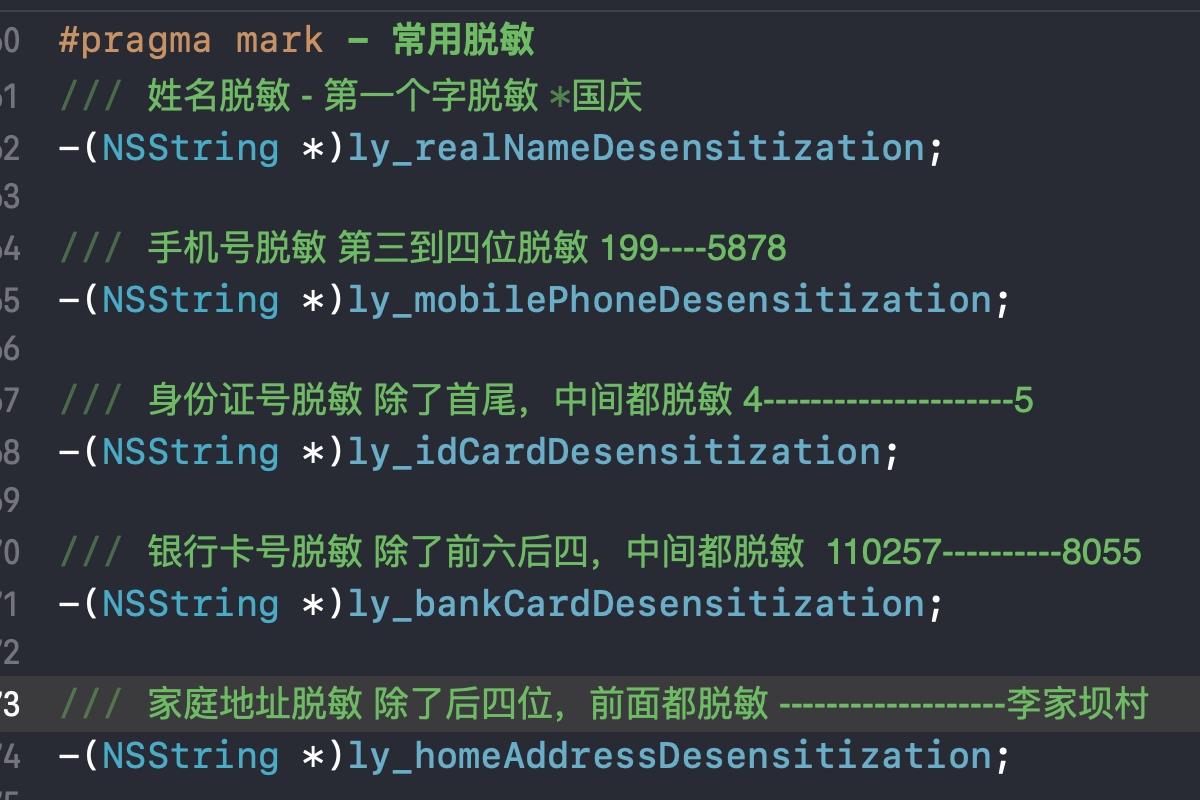 60 #pragma mark - 常用脱敏
61 /// 姓名脱敏 - 第一个字脱敏 *国庆
62 -(NSString *)ly_realNameDesensitization;
63
64 /// 手机号脱敏 第三到四位脱敏 199----5878
65 -(NSString *)ly_mobilePhoneDesensitization;
66
67 /// 身份证号脱敏 除了首尾，中间都脱敏 4---------------------5
68 -(NSString *)ly_idCardDesensitization;
69
70 /// 银行卡号脱敏 除了前六后四，中间都脱敏  110257----------8055
71 -(NSString *)ly_bankCardDesensitization;
72
73 /// 家庭地址脱敏 除了后四位，前面都脱敏 -------------------李家坝村
74 -(NSString *)ly_homeAddressDesensitization;
75